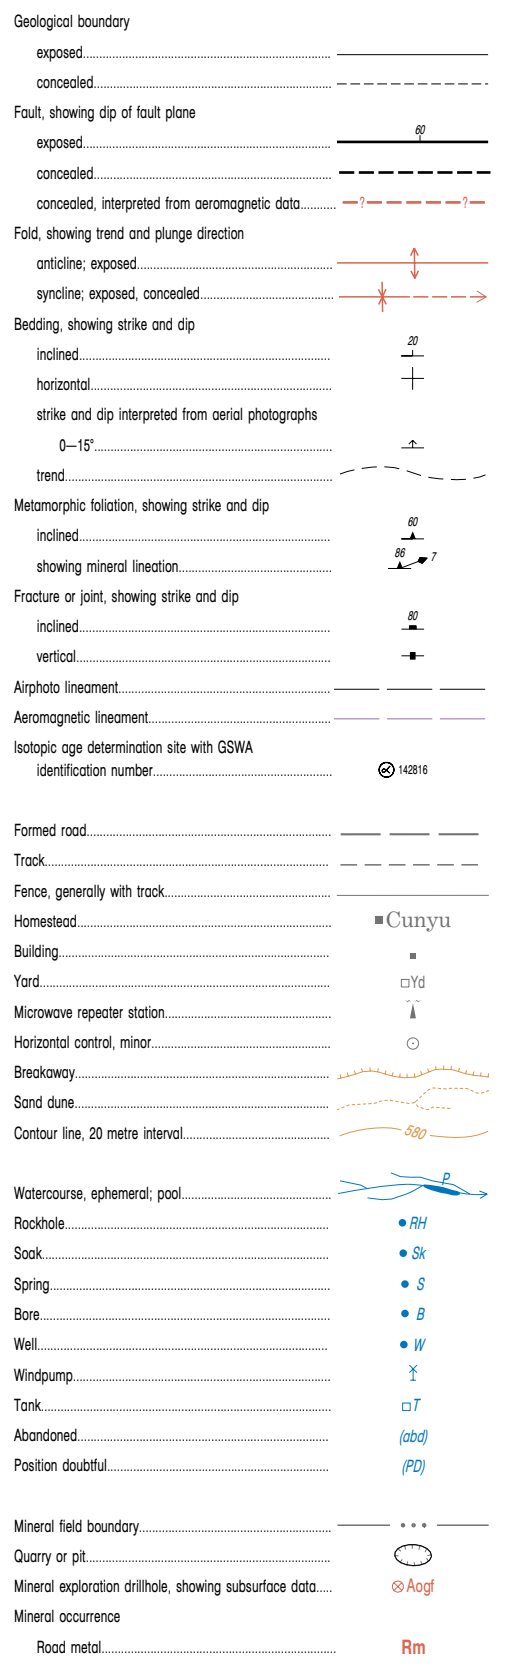 Geological boundary
exposed
concealed
Fault, showing dip of fault plane
60
exposed
concealed
concealed, interpreted from aeromagnetic data ? ?
Fold, showing trend and plunge direction
anticline; exposed
syncline; exposed, concealed
Bedding, showing strike and dip
20
inclined
horizontal
strike and dip interpreted from aerial photographs
0—15°
trend
Metamorphic foliation, showing strike and dip
60
inclined
86 7
showing mineral lineation
Fracture or joint, showing strike and dip
80
inclined
vertical
Airphoto lineament
Aeromagnetic lineament
Isotopic age determination site with GSWA
identification number 142816
Formed road
Track
Fence, generally with track
Homestead Cunyu
Building
Yard Yd
Microwave repeater station
Horizontal control, minor
Breakaway
Sand dune
Contour line, 20 metre interval 580
Watercourse, ephemeral; pool P
Rockhole RH
Soak Sk
Spring S
Bore B
Well W
Windpump
Tank T
Abandoned (abd)
Position doubtful (PD)
Mineral field boundary
Quarry or pit
Mineral exploration drillhole, showing subsurface data Aogf
Mineral occurrence
Road metal Rm